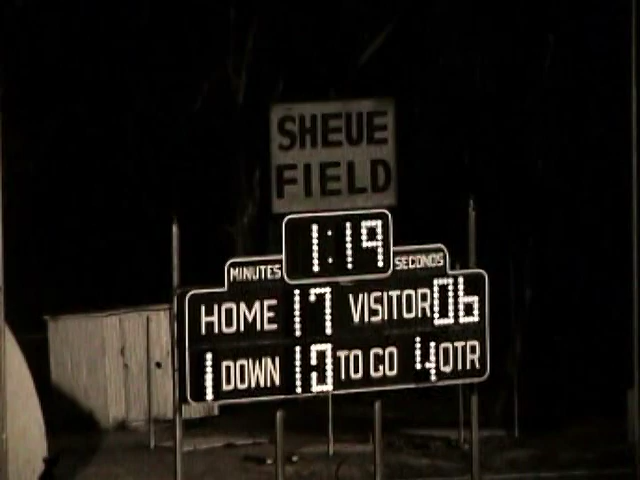 SHEUE
FIELD
1:19
MINUTES SECONDS
HOME 17 VISITOR 06
1 DOWN 10 TO GO 4 QTR